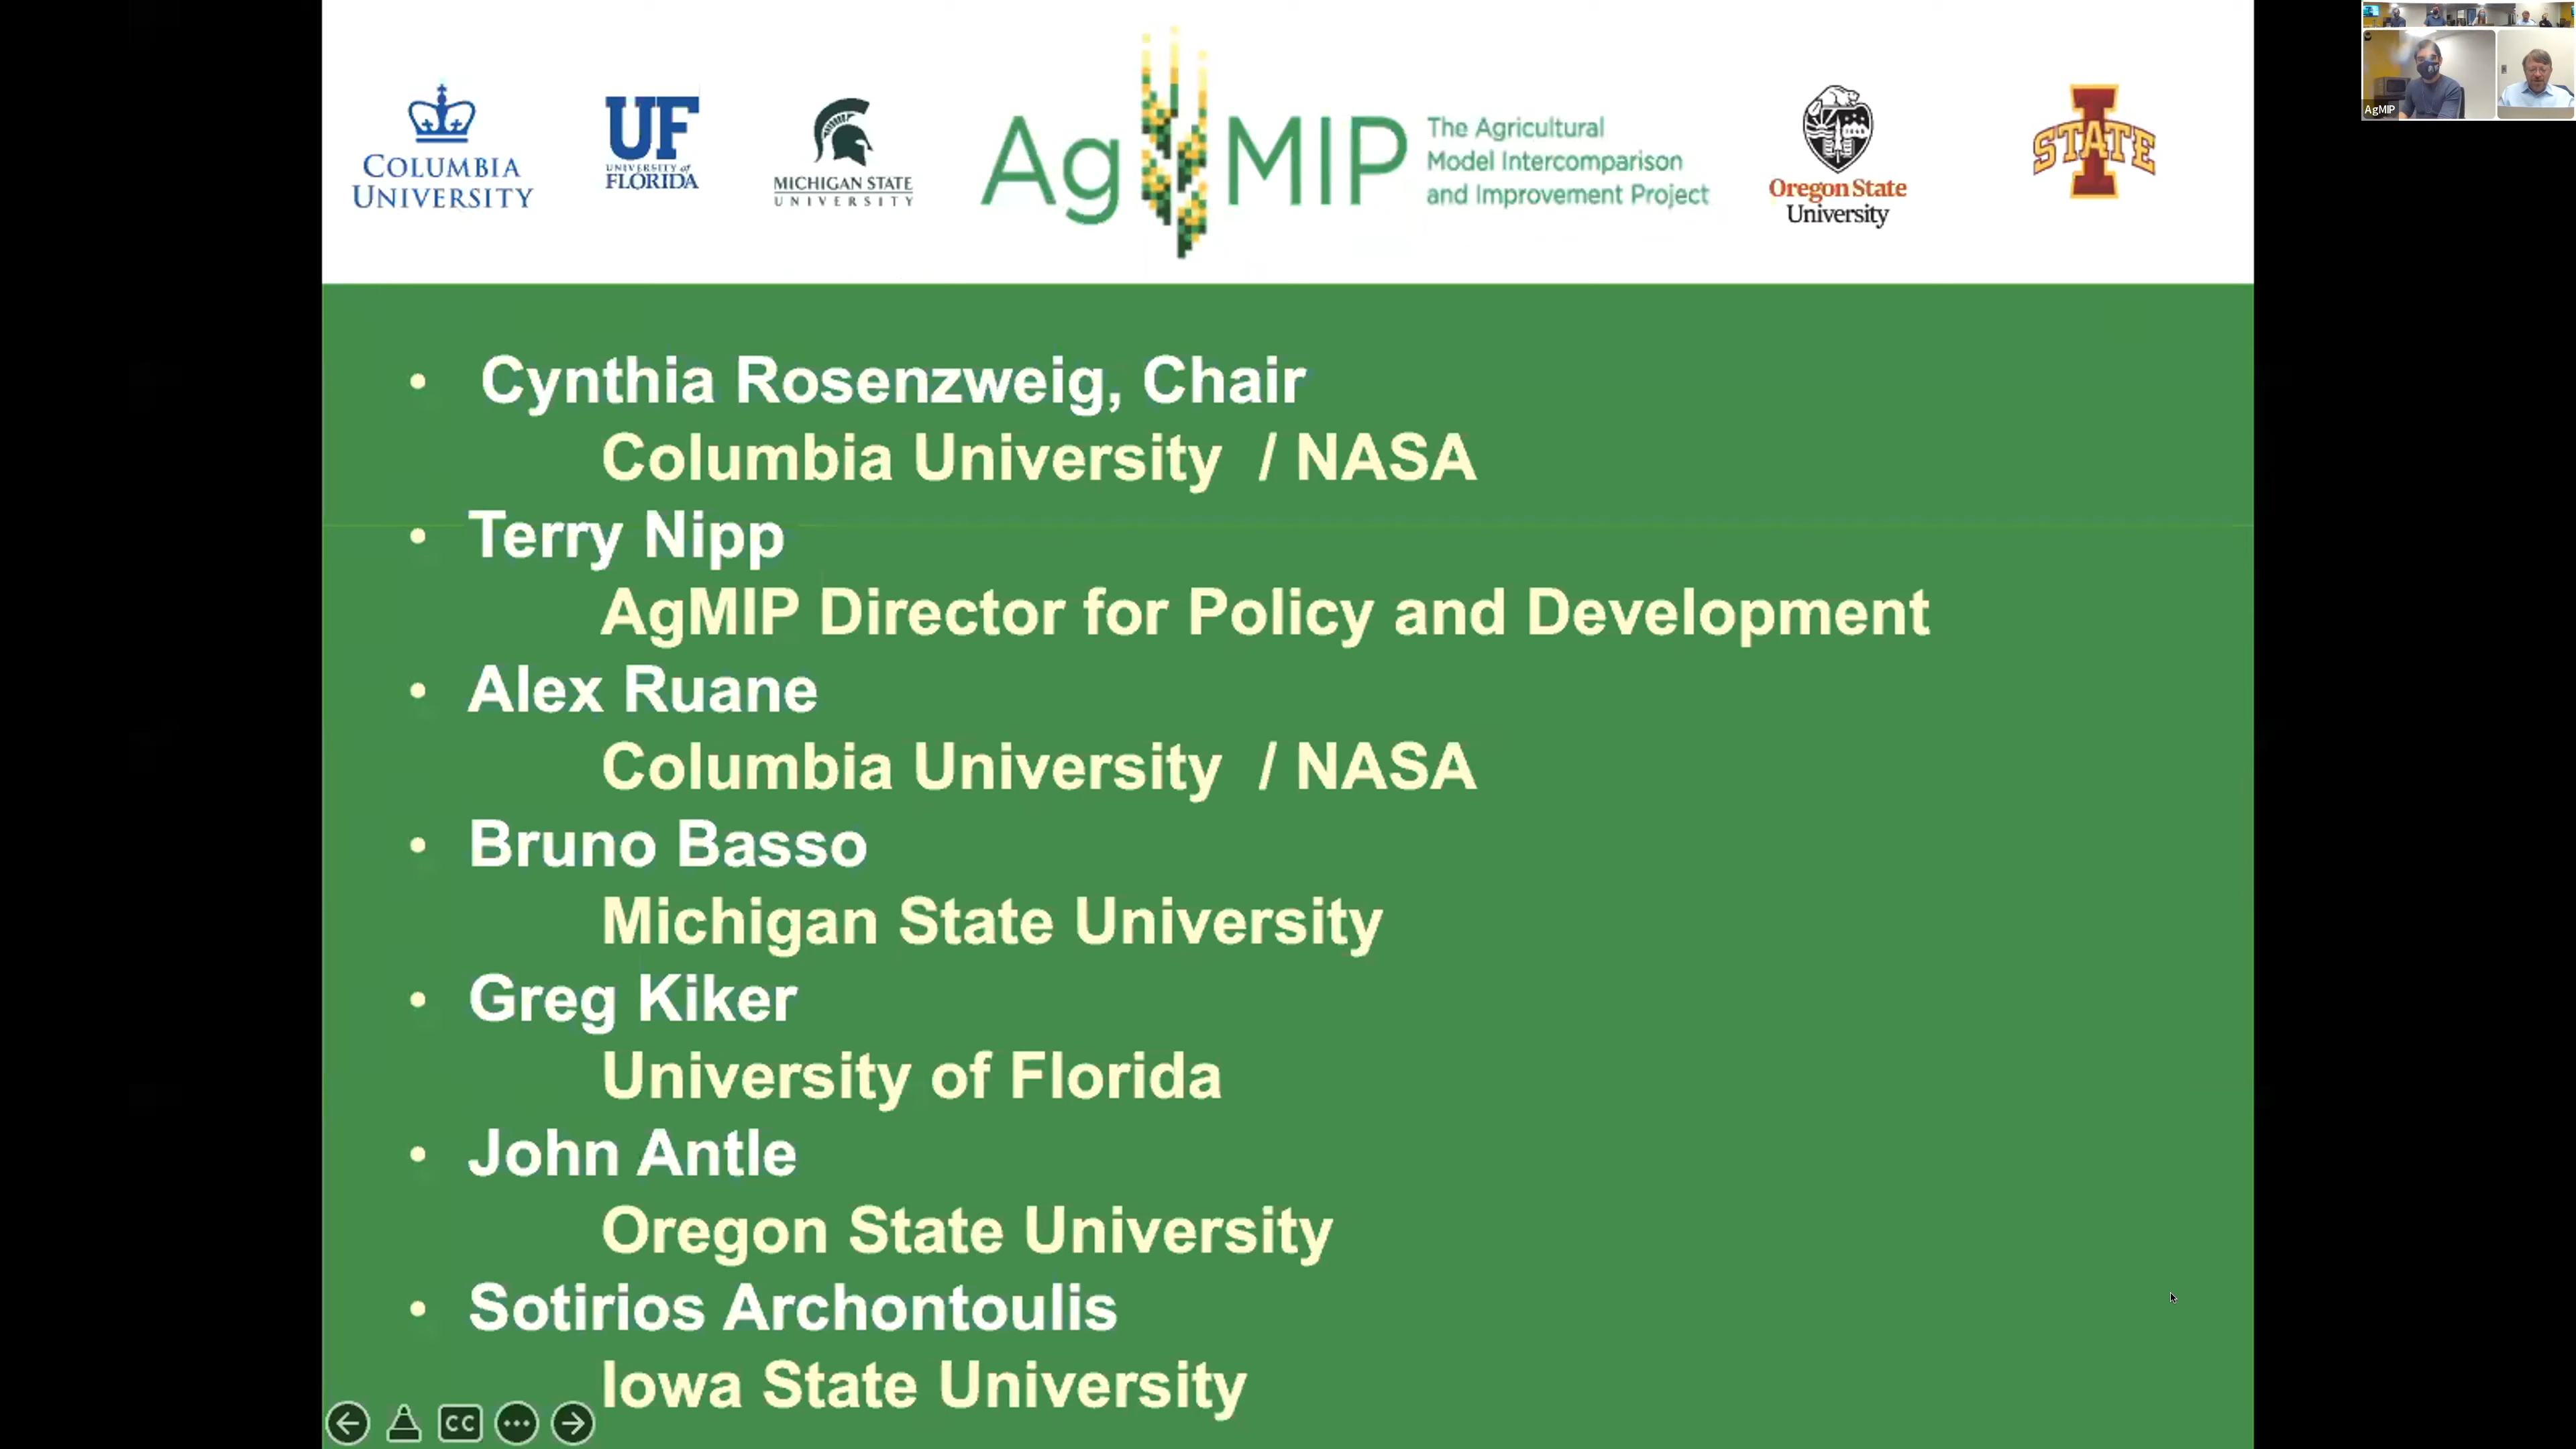 COLUMBIA
UNIVERSITY
UF
UNIVERSITY of
FLORIDA
MICHIGAN STATE
UNIVERSITY
AgMIP
The Agricultural
Model Intercomparison
and Improvement Project
Oregon State
University
I
STATE
AgMIP
• Cynthia Rosenzweig, Chair
Columbia University / NASA
• Terry Nipp
AgMIP Director for Policy and Development
• Alex Ruane
Columbia University / NASA
• Bruno Basso
Michigan State University
• Greg Kiker
University of Florida
• John Antle
Oregon State University
• Sotirios Archontoulis
Iowa State University
CC